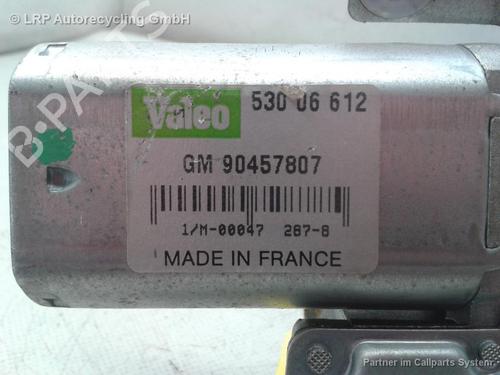 © LRP Autorecycling GmbH
B-PARTS
Valeo
530 06 612
GM 90457807
1/M-00047 287-8
MADE IN FRANCE
Partner im Callparts System